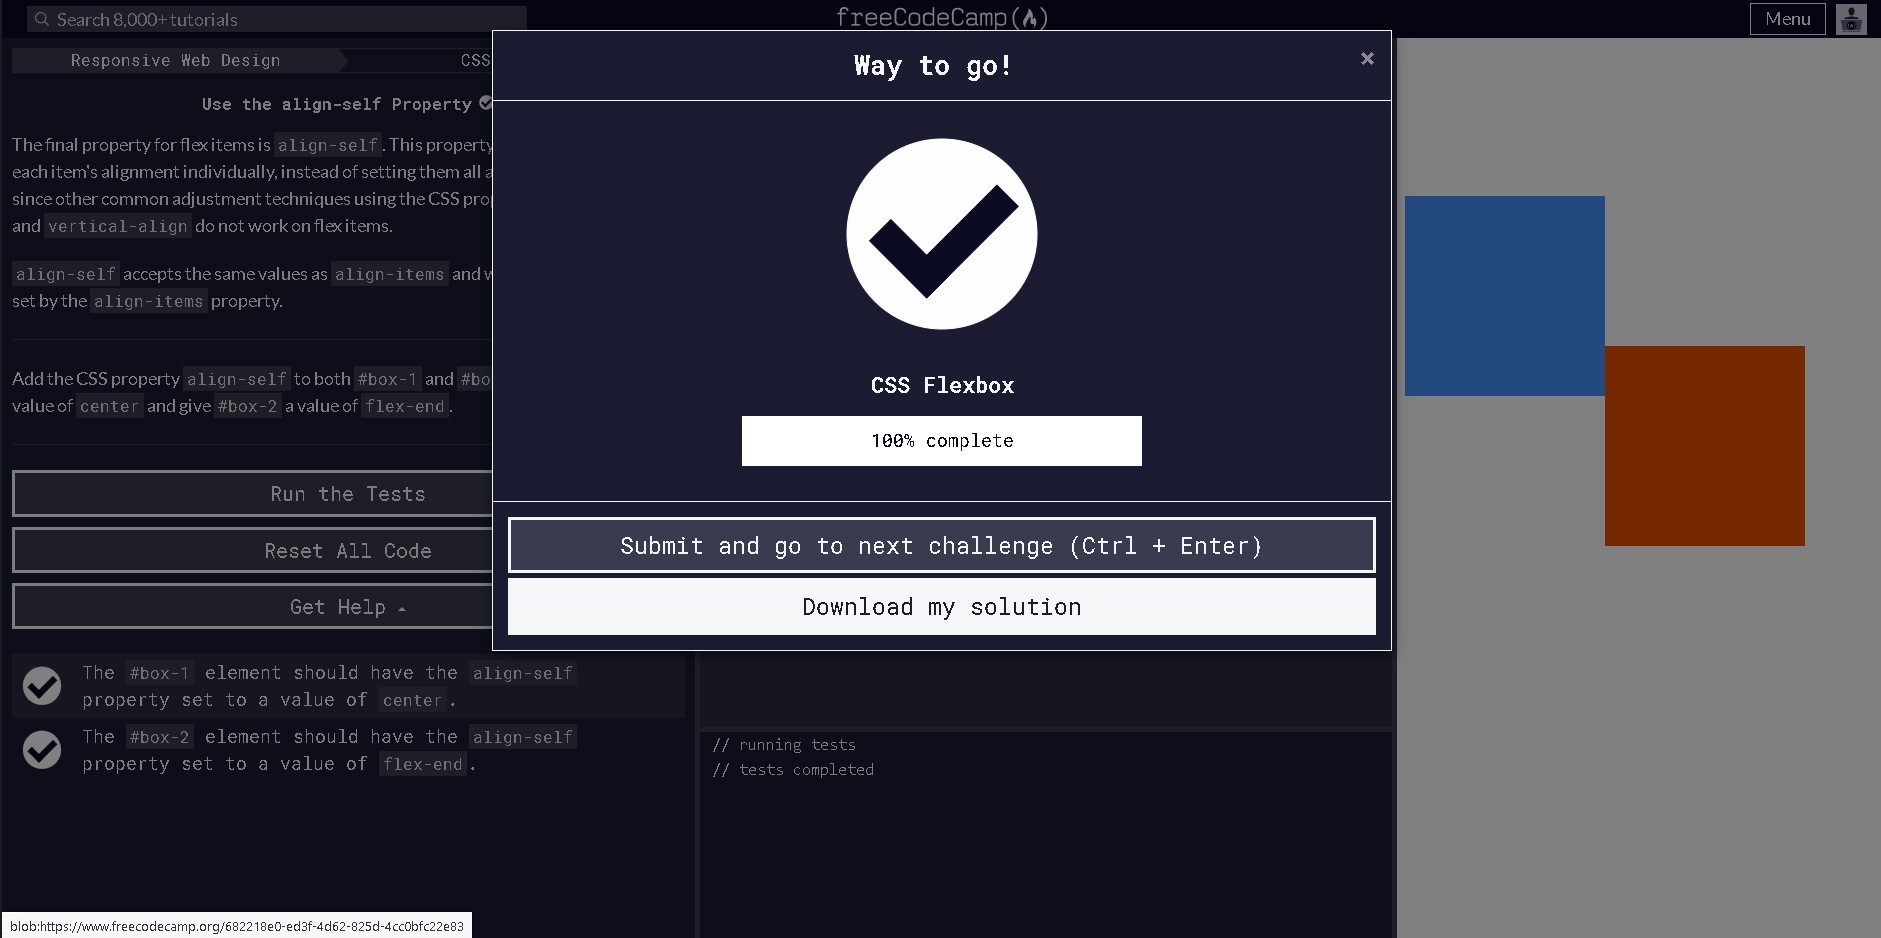 Search 8,000+ tutorials
freeCodeCamp
Menu
Responsive Web Design
CSS
Use the align-self Property
The final property for flex items is align-self. This property
each item's alignment individually, instead of setting them all a
since other common adjustment techniques using the CSS pro
and vertical-align do not work on flex items.
align-self accepts the same values as align-items and w
set by the align-items property.
Add the CSS property align-self to both #box-1 and #bo
value of center and give #box-2 a value of flex-end.
Run the Tests
Reset All Code
Get Help
The #box-1 element should have the align-self
property set to a value of center.
The #box-2 element should have the align-self
property set to a value of flex-end.
Way to go!
×
CSS Flexbox
100% complete
Submit and go to next challenge (Ctrl + Enter)
Download my solution
// running tests
// tests completed
blob:https://www.freecodecamp.org/682218e0-ed3f-4d62-825d-4cc0bfc22e83